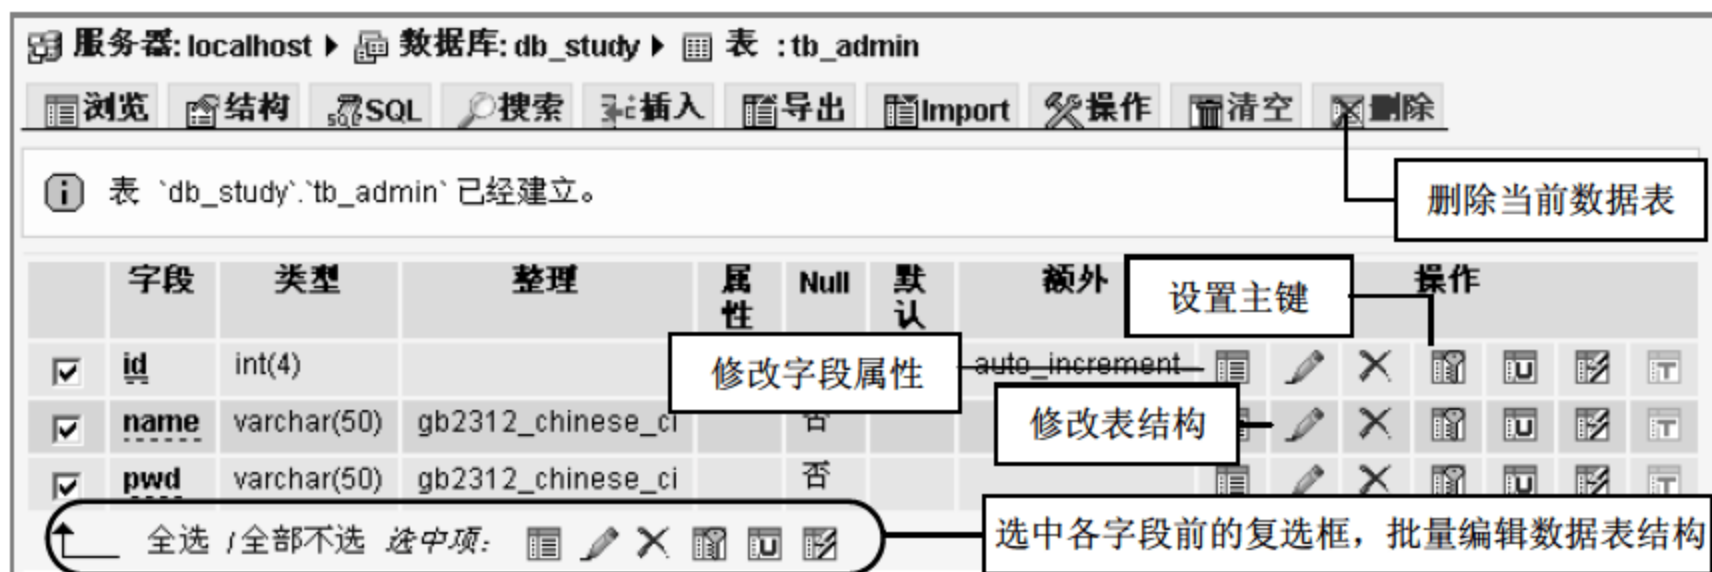 服务器: localhost 数据库: db_study 表 : tb_admin
浏览 结构 SQL 搜索 插入 导出 Import 操作 清空 删除
删除当前数据表
表 `db_study`.`tb_admin` 已经建立。
字段 类型 整理 属性 Null 默认 额外 操作
设置主键
id int(4) auto_increment
修改字段属性
name varchar(50) gb2312_chinese_ci 否
修改表结构
pwd varchar(50) gb2312_chinese_ci 否
全选 / 全部不选 选中项:
选中各字段前的复选框，批量编辑数据表结构